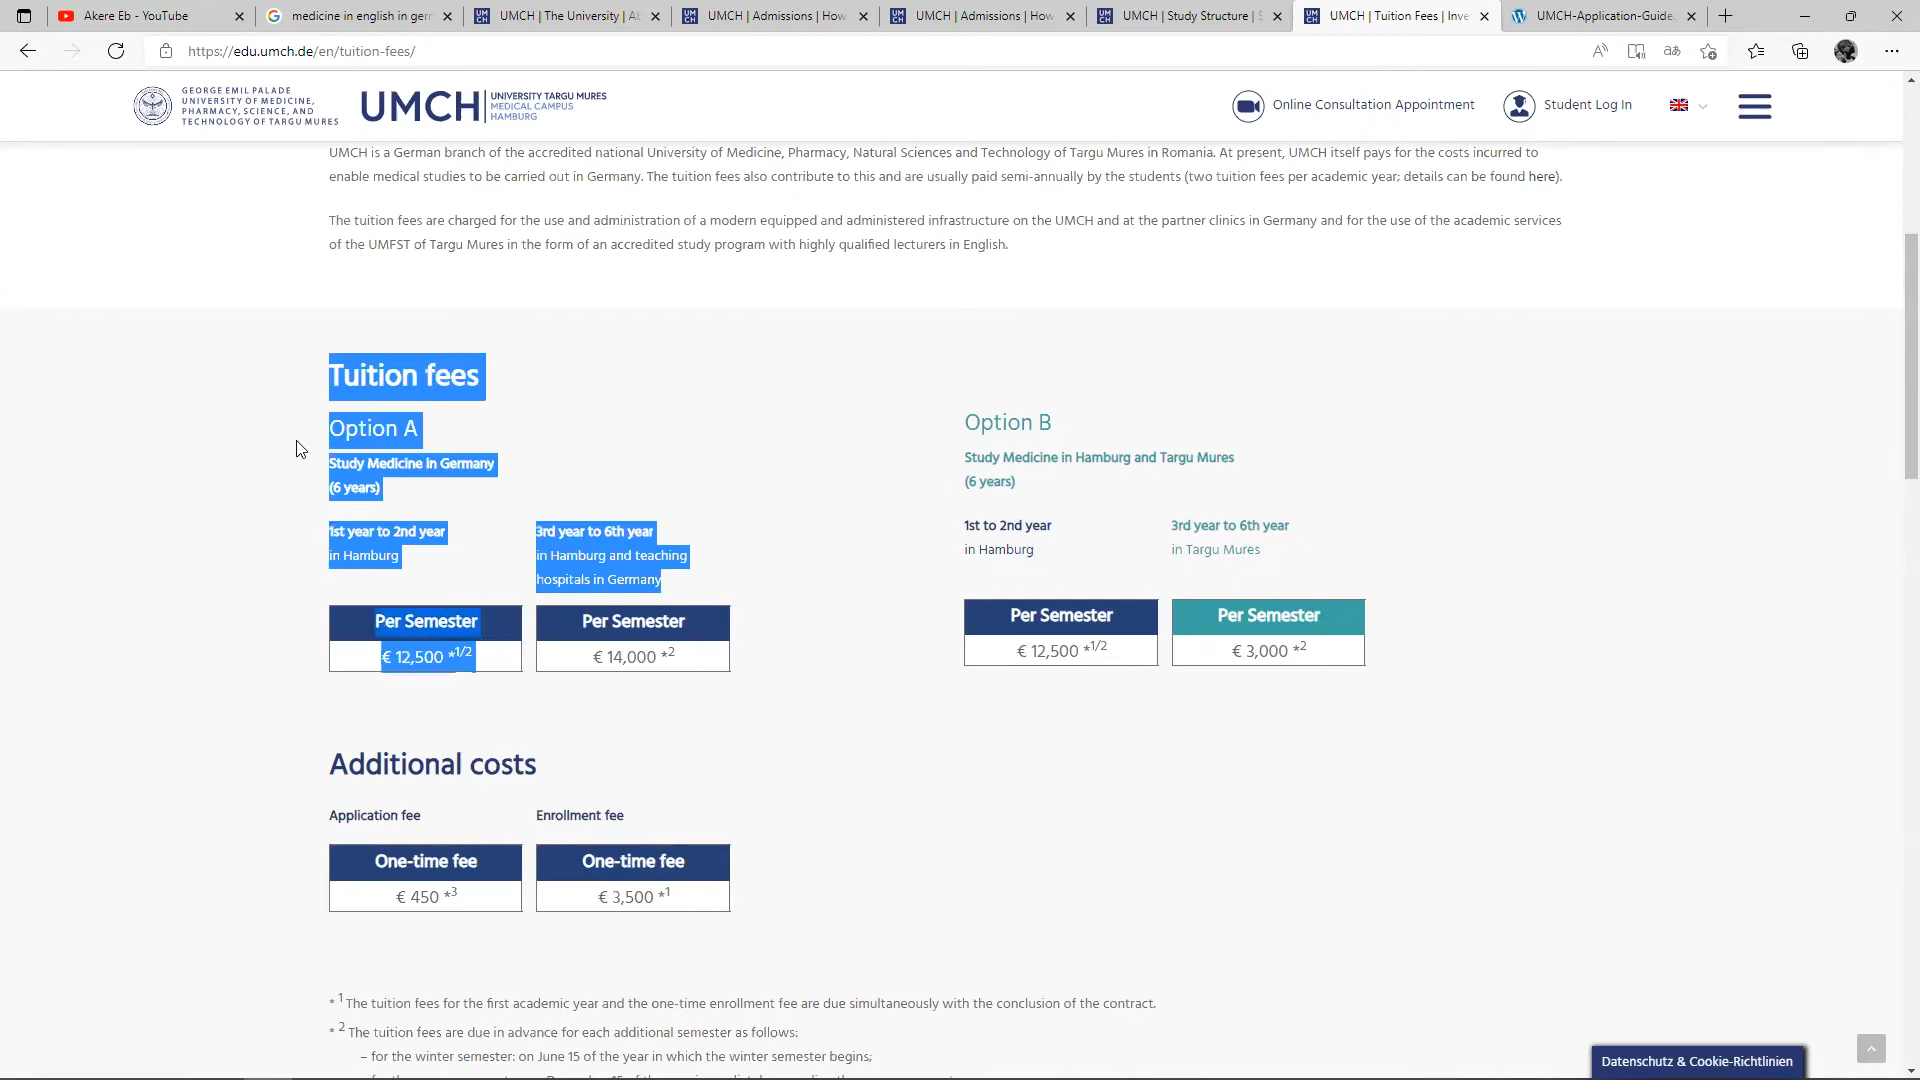 Akere Eb - YouTube
medicine in english in gerr
UMCH | The University | Ab
UMCH | Admissions | How
UMCH | Admissions | How
UMCH | Study Structure | S
UMCH | Tuition Fees | Inve
UMCH-Application-Guide
https://edu.umch.de/en/tuition-fees/
GEORGE EMIL PALADE
UNIVERSITY OF MEDICINE,
PHARMACY, SCIENCE, AND
TECHNOLOGY OF TARGU MURES
UMCH
UNIVERSITY TARGU MURES
MEDICAL CAMPUS
HAMBURG
Online Consultation Appointment
Student Log In
UMCH is a German branch of the accredited national University of Medicine, Pharmacy, Natural Sciences and Technology of Targu Mures in Romania. At present, UMCH itself pays for the costs incurred to
enable medical studies to be carried out in Germany. The tuition fees also contribute to this and are usually paid semi-annually by the students (two tuition fees per academic year; details can be found here).
The tuition fees are charged for the use and administration of a modern equipped and administered infrastructure on the UMCH and at the partner clinics in Germany and for the use of the academic services
of the UMFST of Targu Mures in the form of an accredited study program with highly qualified lecturers in English.
Tuition fees
Option A
Study Medicine in Germany
(6 years)
1st year to 2nd year
in Hamburg
3rd year to 6th year
in Hamburg and teaching
hospitals in Germany
Per Semester
€ 12,500 *1/2
Per Semester
€ 14,000 *2
Option B
Study Medicine in Hamburg and Targu Mures
(6 years)
1st to 2nd year
in Hamburg
3rd year to 6th year
in Targu Mures
Per Semester
€ 12,500 *1/2
Per Semester
€ 3,000 *2
Additional costs
Application fee
Enrollment fee
One-time fee
€ 450 *3
One-time fee
€ 3,500 *1
* 1 The tuition fees for the first academic year and the one-time enrollment fee are due simultaneously with the conclusion of the contract.
* 2 The tuition fees are due in advance for each additional semester as follows:
– for the winter semester: on June 15 of the year in which the winter semester begins;
Datenschutz & Cookie-Richtlinien